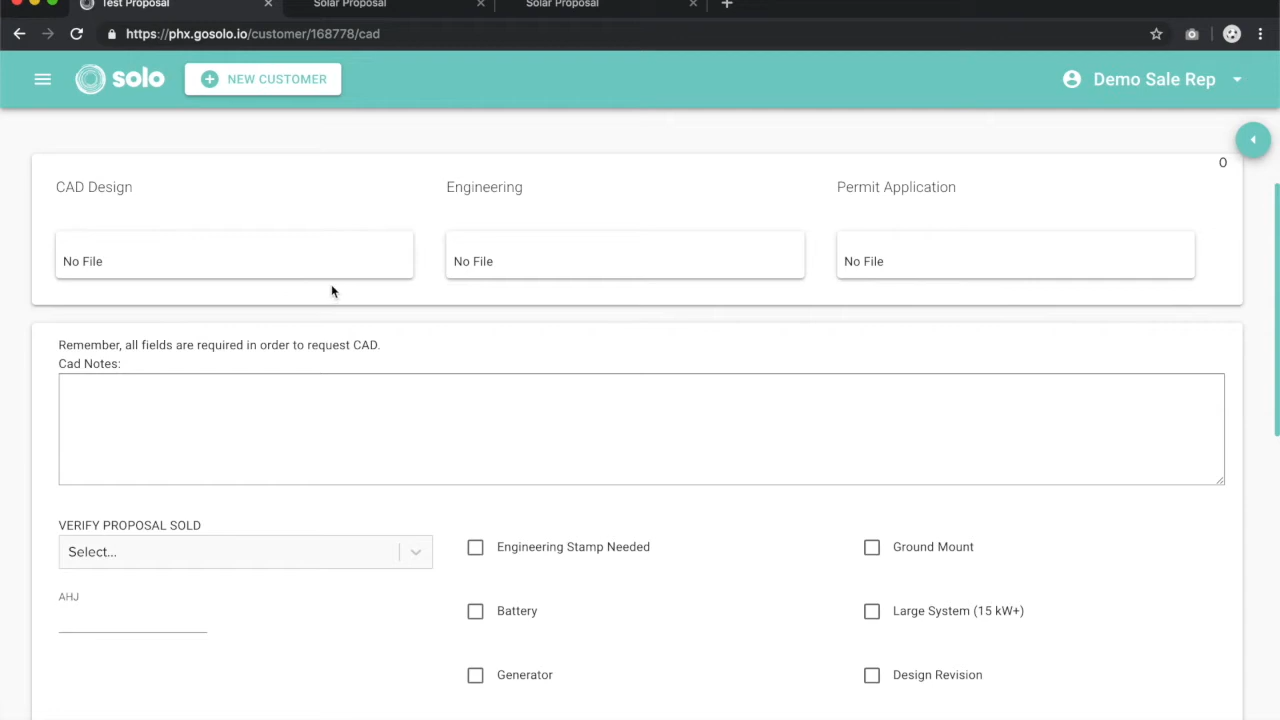 Test Proposal
Solar Proposal
Solar Proposal
https://phx.gosolo.io/customer/168778/cad
solo
NEW CUSTOMER
Demo Sale Rep
0
CAD Design
Engineering
Permit Application
No File
No File
No File
Remember, all fields are required in order to request CAD.
Cad Notes:
VERIFY PROPOSAL SOLD
Select...
Engineering Stamp Needed
Ground Mount
AHJ
Battery
Large System (15 kW+)
Generator
Design Revision